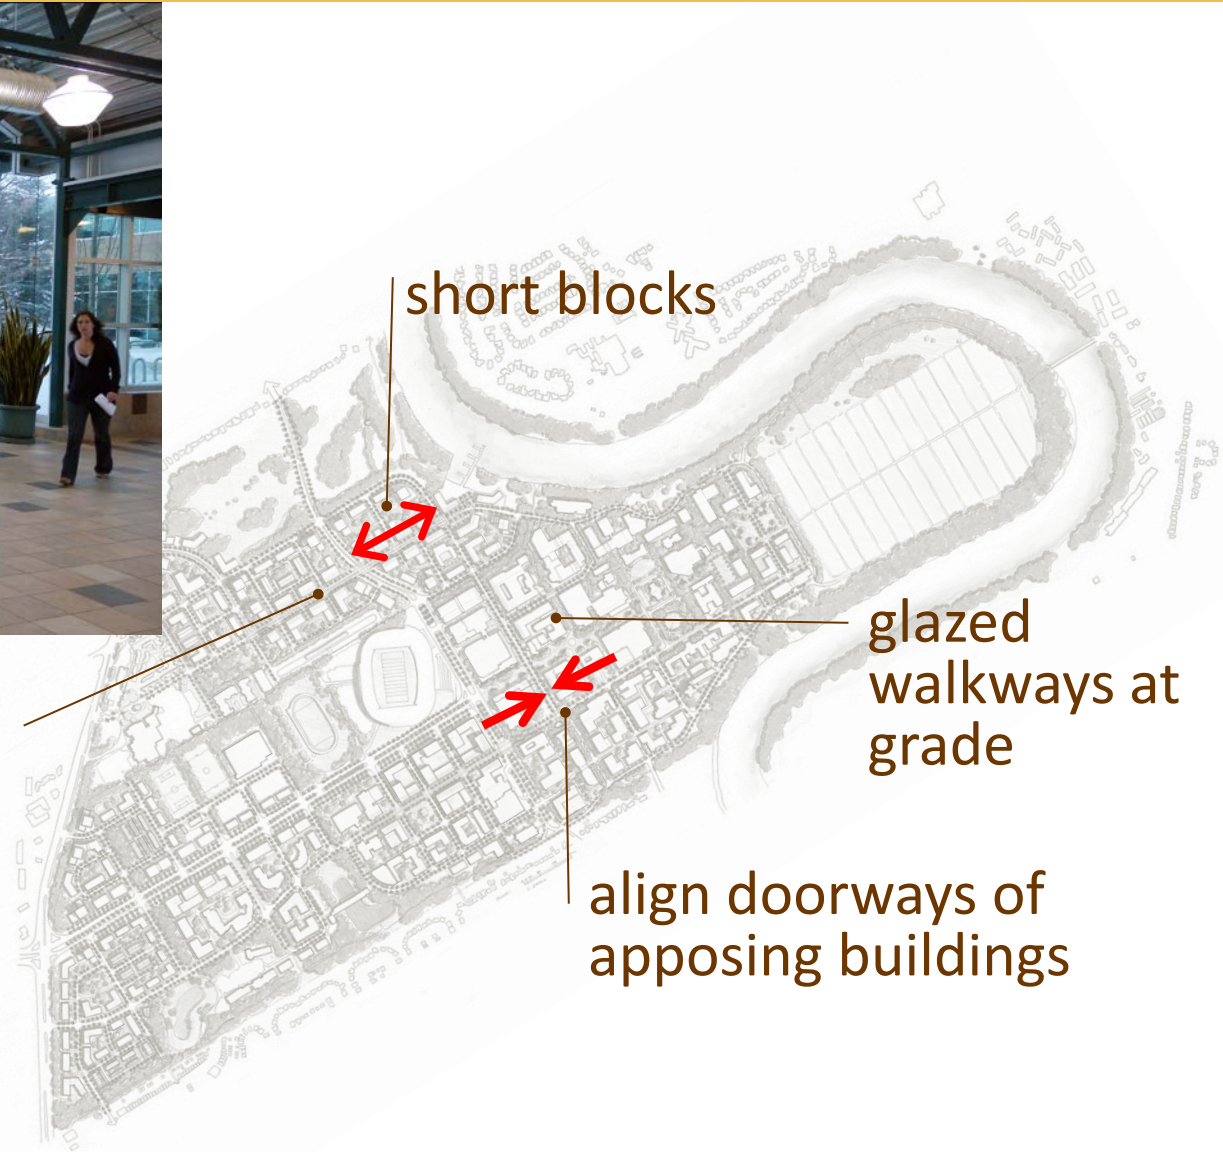 short blocks
glazed
walkways at
grade
align doorways of
apposing buildings